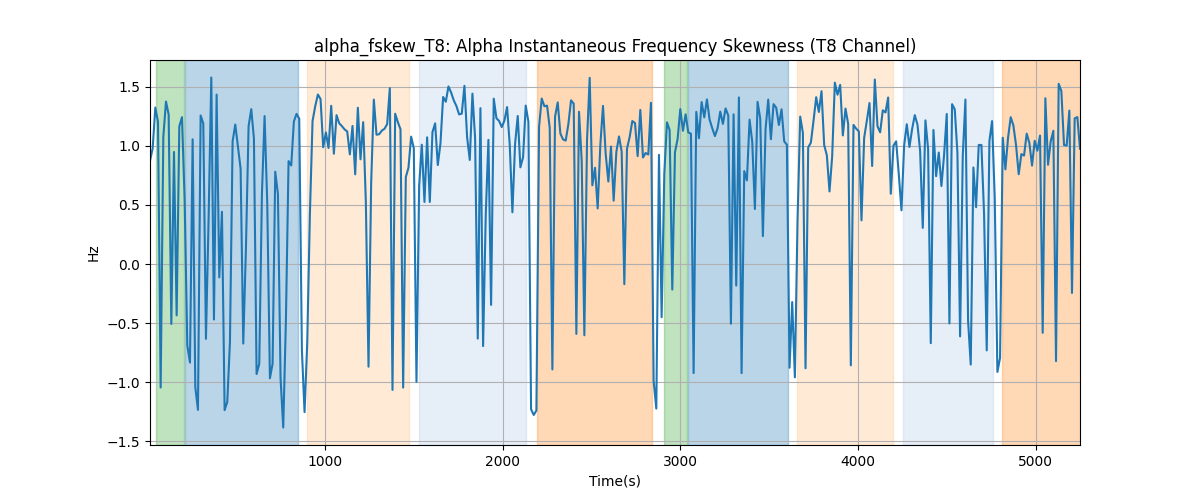 alpha_fskew_T8: Alpha Instantaneous Frequency Skewness (T8 Channel)
Hz
1.5
1.0
0.5
0.0
−0.5
−1.0
−1.5
1000 2000 3000 4000 5000
Time(s)